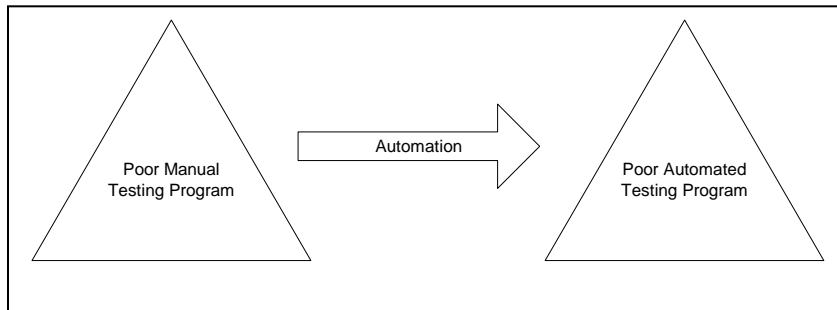 Poor Manual
Testing Program
Automation
Poor Automated
Testing Program